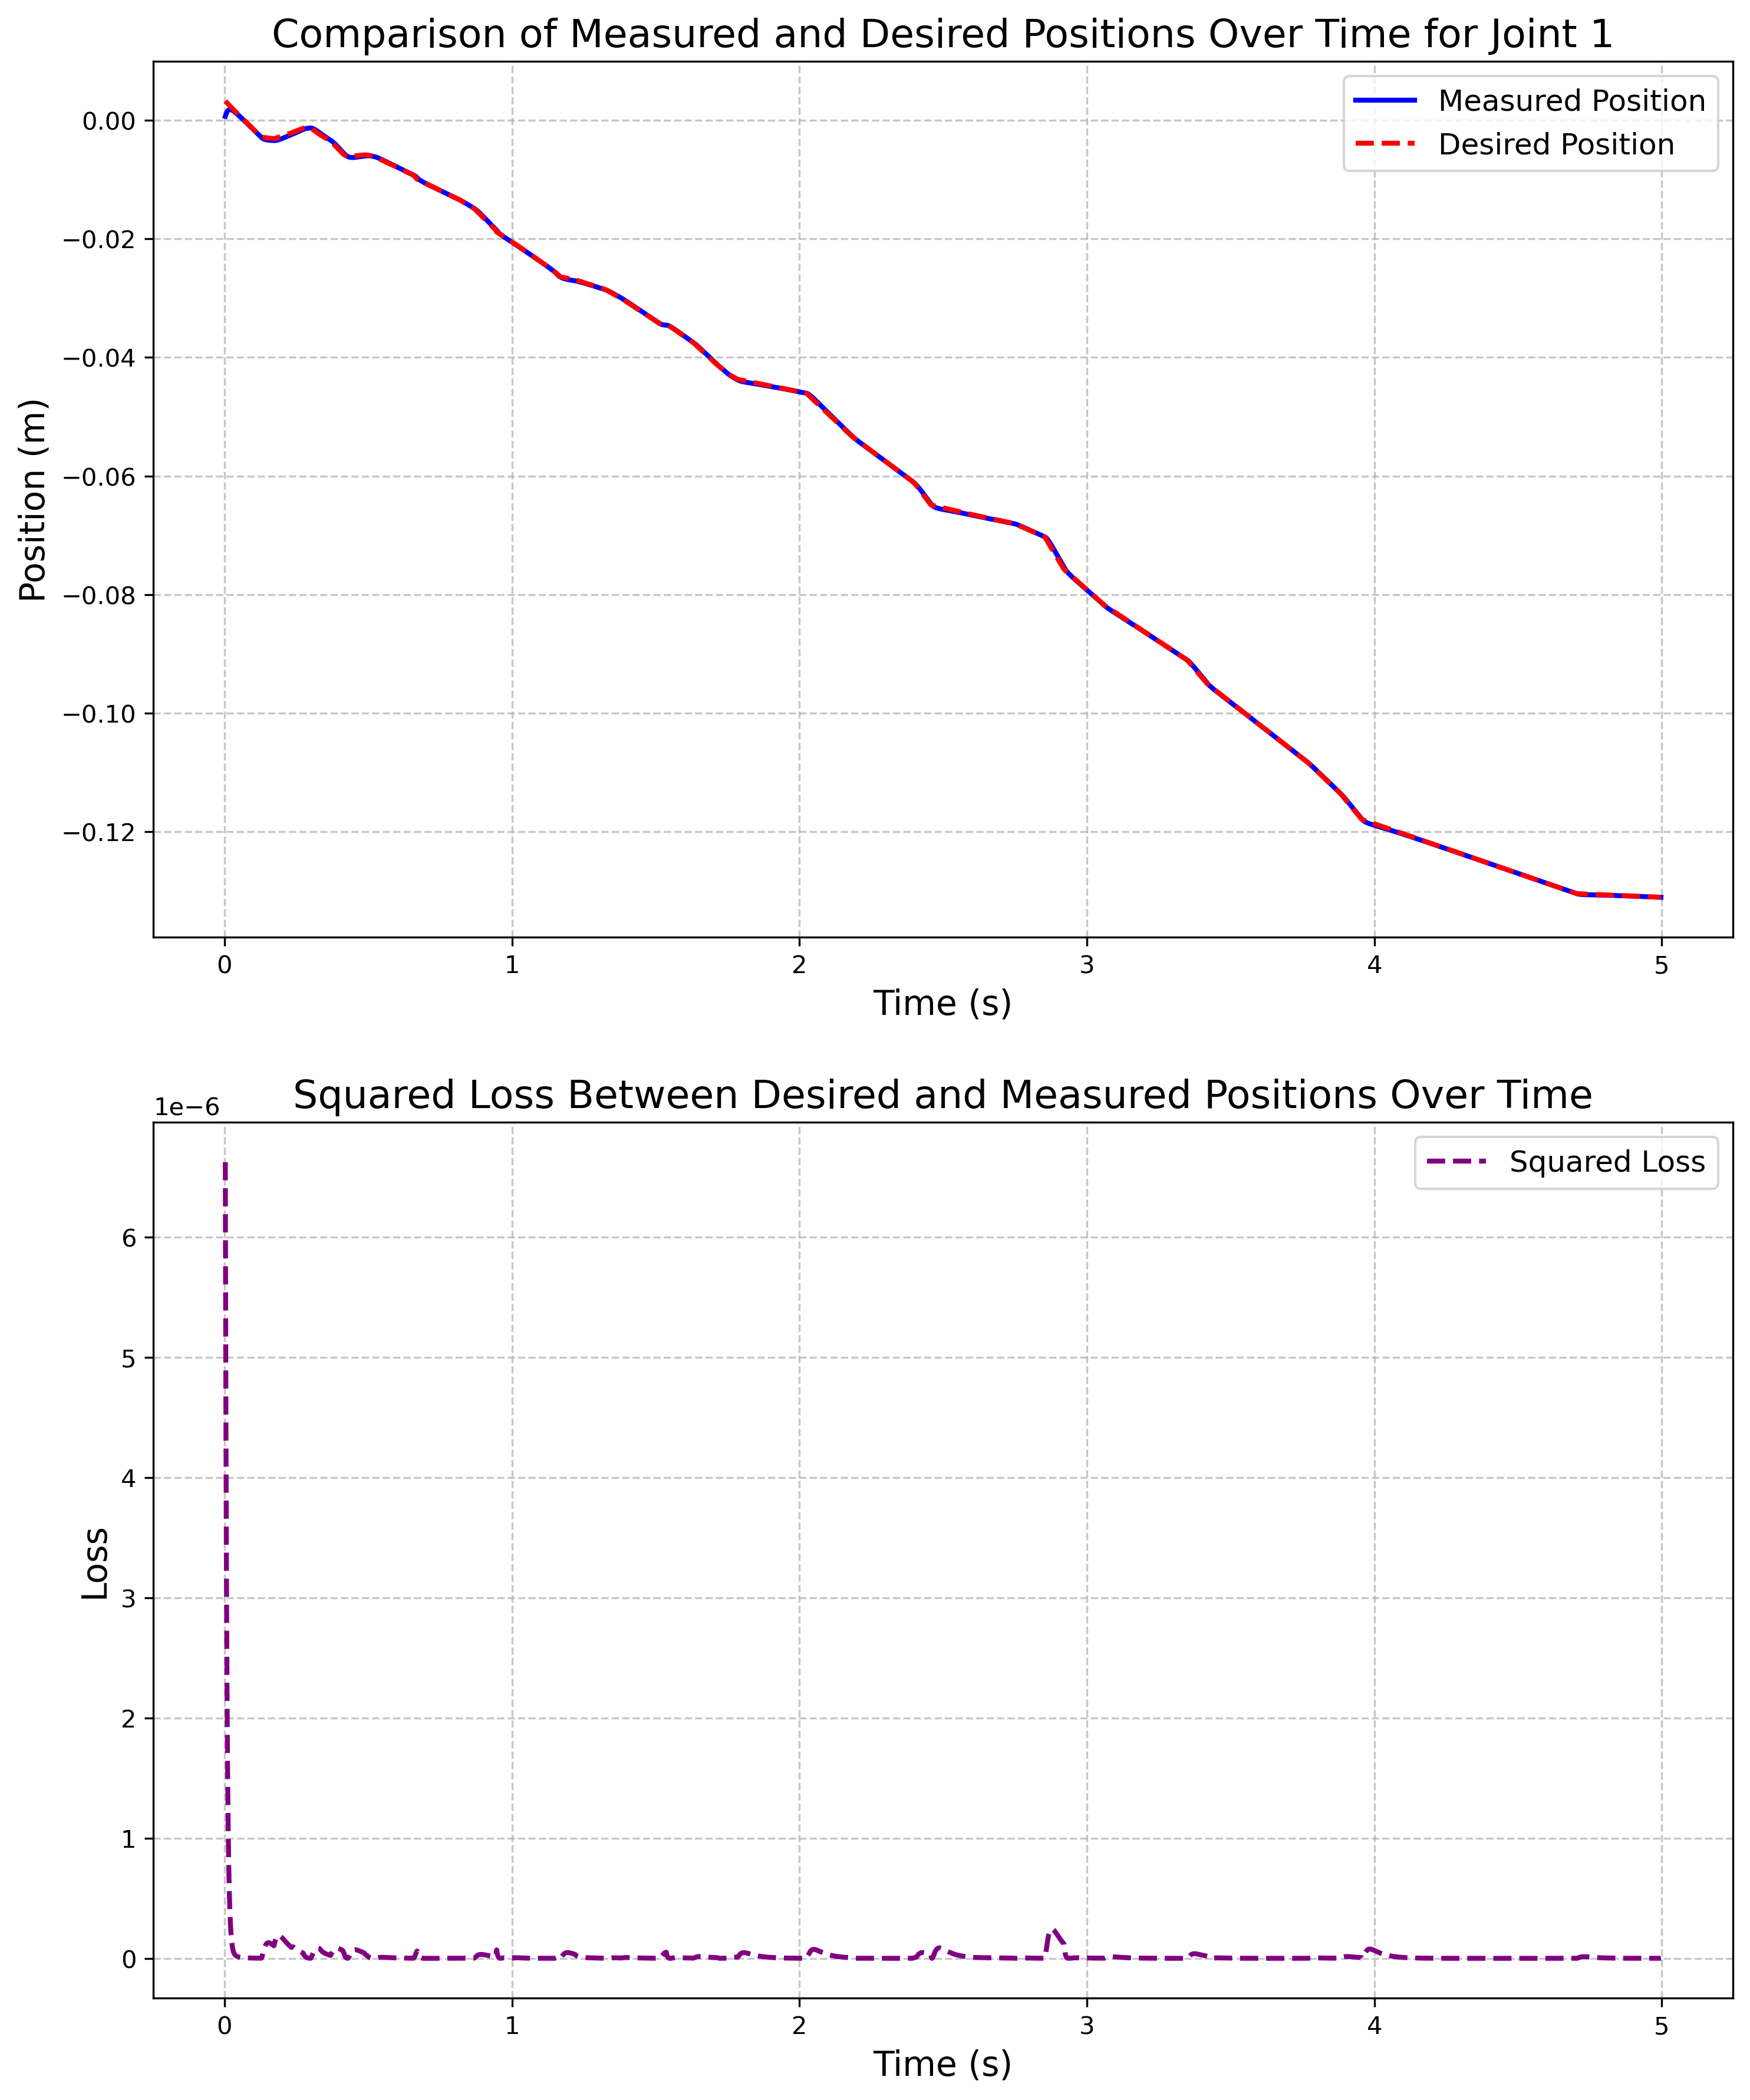 Comparison of Measured and Desired Positions Over Time for Joint 1
Measured Position
Desired Position
Position (m)
0.00
−0.02
−0.04
−0.06
−0.08
−0.10
−0.12
0 1 2 3 4 5
Time (s)
Squared Loss Between Desired and Measured Positions Over Time
1e−6
Squared Loss
Loss
6
5
4
3
2
1
0
0 1 2 3 4 5
Time (s)